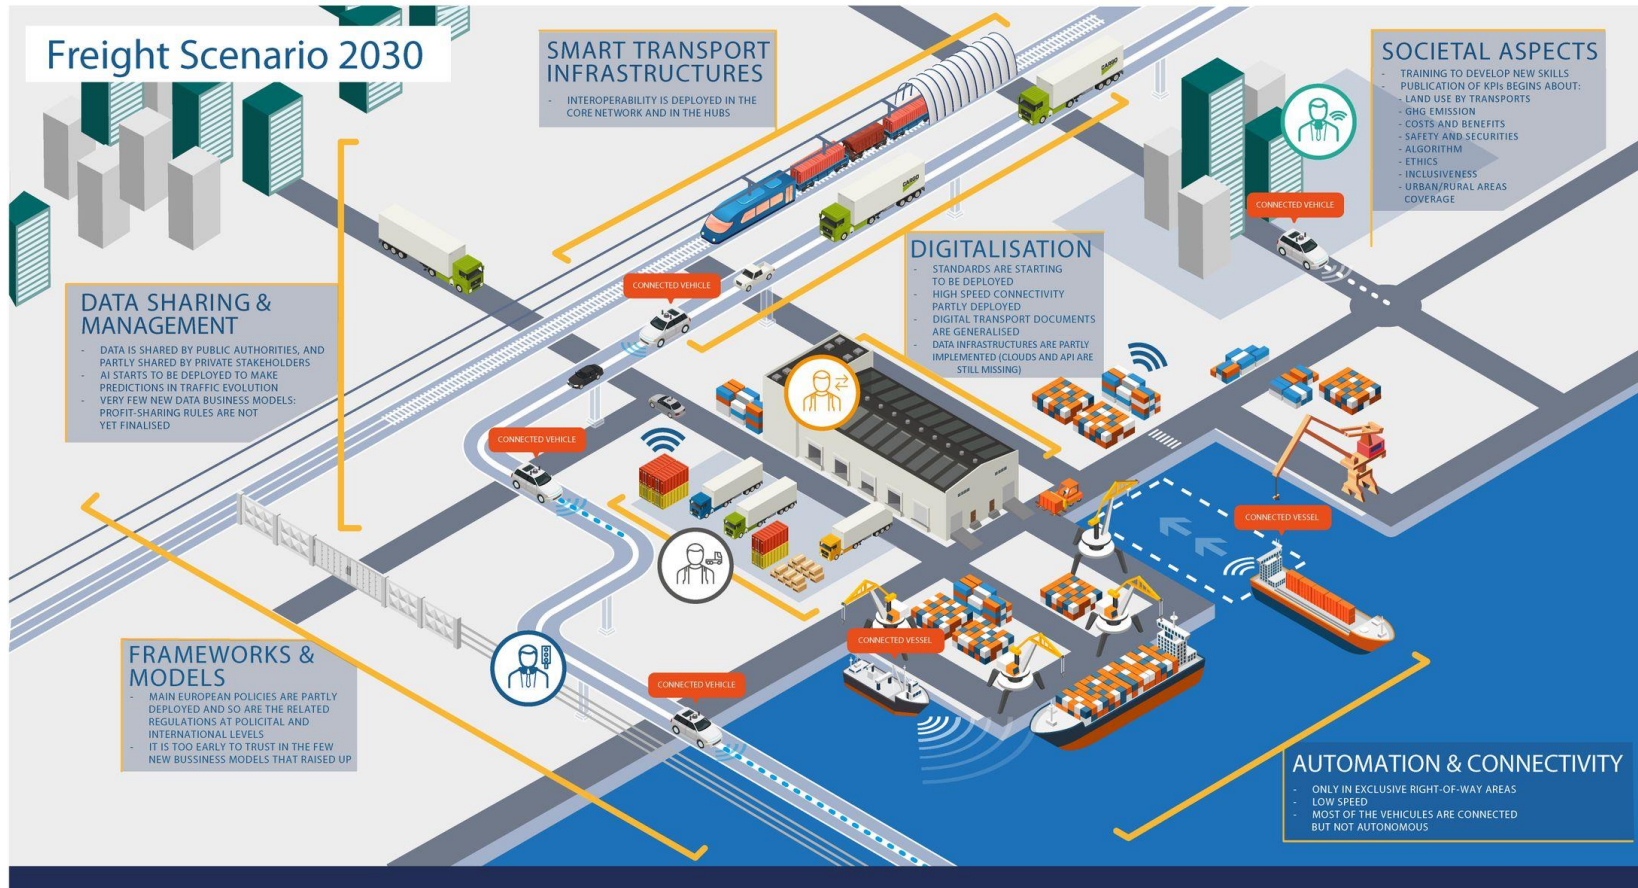 Freight Scenario 2030
SMART TRANSPORT
INFRASTRUCTURES
- INTEROPERABILITY IS DEPLOYED IN THE
CORE NETWORK AND IN THE HUBS
SOCIETAL ASPECTS
- TRAINING TO DEVELOP NEW SKILLS
- PUBLICATION OF KPIs BEGINS ABOUT:
- LAND USE BY TRANSPORTS
- GHG EMISSION
- COSTS AND BENEFITS
- SAFETY AND SECURITIES
- ALGORITHM
- ETHICS
- INCLUSIVENESS
- URBAN/RURAL AREAS
COVERAGE
CARGO
CARGO
CONNECTED VEHICLE
DIGITALISATION
- STANDARDS ARE STARTING
TO BE DEPLOYED
- HIGH SPEED CONNECTIVITY
PARTLY DEPLOYED
- DIGITAL TRANSPORT DOCUMENTS
ARE GENERALISED
- DATA INFRASTRUCTURES ARE PARTLY
IMPLEMENTED (CLOUDS AND API ARE
STILL MISSING)
CONNECTED VEHICLE
DATA SHARING &
MANAGEMENT
- DATA IS SHARED BY PUBLIC AUTHORITIES, AND
PARTLY SHARED BY PRIVATE STAKEHOLDERS
- AI STARTS TO BE DEPLOYED TO MAKE
PREDICTIONS IN TRAFFIC EVOLUTION
- VERY FEW NEW DATA BUSINESS MODELS:
PROFIT-SHARING RULES ARE NOT
YET FINALISED
CONNECTED VEHICLE
CONNECTED VESSEL
CONNECTED VESSEL
FRAMEWORKS &
MODELS
- MAIN EUROPEAN POLICIES ARE PARTLY
DEPLOYED AND SO ARE THE RELATED
REGULATIONS AT POLICITAL AND
INTERNATIONAL LEVELS
- IT IS TOO EARLY TO TRUST IN THE FEW
NEW BUSSINESS MODELS THAT RAISED UP
CONNECTED VEHICLE
AUTOMATION & CONNECTIVITY
- ONLY IN EXCLUSIVE RIGHT-OF-WAY AREAS
- LOW SPEED
- MOST OF THE VEHICULES ARE CONNECTED
BUT NOT AUTONOMOUS